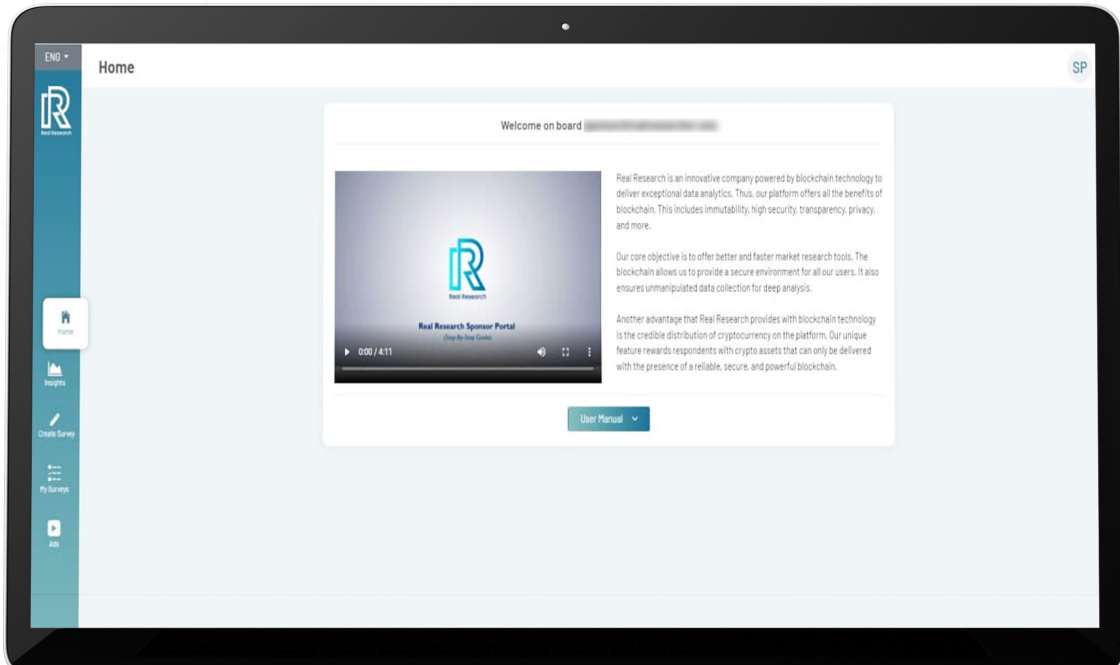 ENG
Home
SP
Real Research
Welcome on board
Real Research is an innovative company powered by blockchain technology to
deliver exceptional data analytics. Thus, our platform offers all the benefits of
blockchain. This includes immutability, high security, transparency, privacy,
and more.
Our core objective is to offer better and faster market research tools. The
blockchain allows us to provide a secure environment for all our users. It also
ensures unmanipulated data collection for deep analysis.
Another advantage that Real Research provides with blockchain technology
is the credible distribution of cryptocurrency on the platform. Our unique
feature rewards respondents with crypto assets that can only be delivered
with the presence of a reliable, secure, and powerful blockchain.
Real Research
Real Research Sponsor Portal
(Step By Step Guide)
0:00 / 4:11
User Manual
Home
Insights
Create Survey
My Surveys
Ads